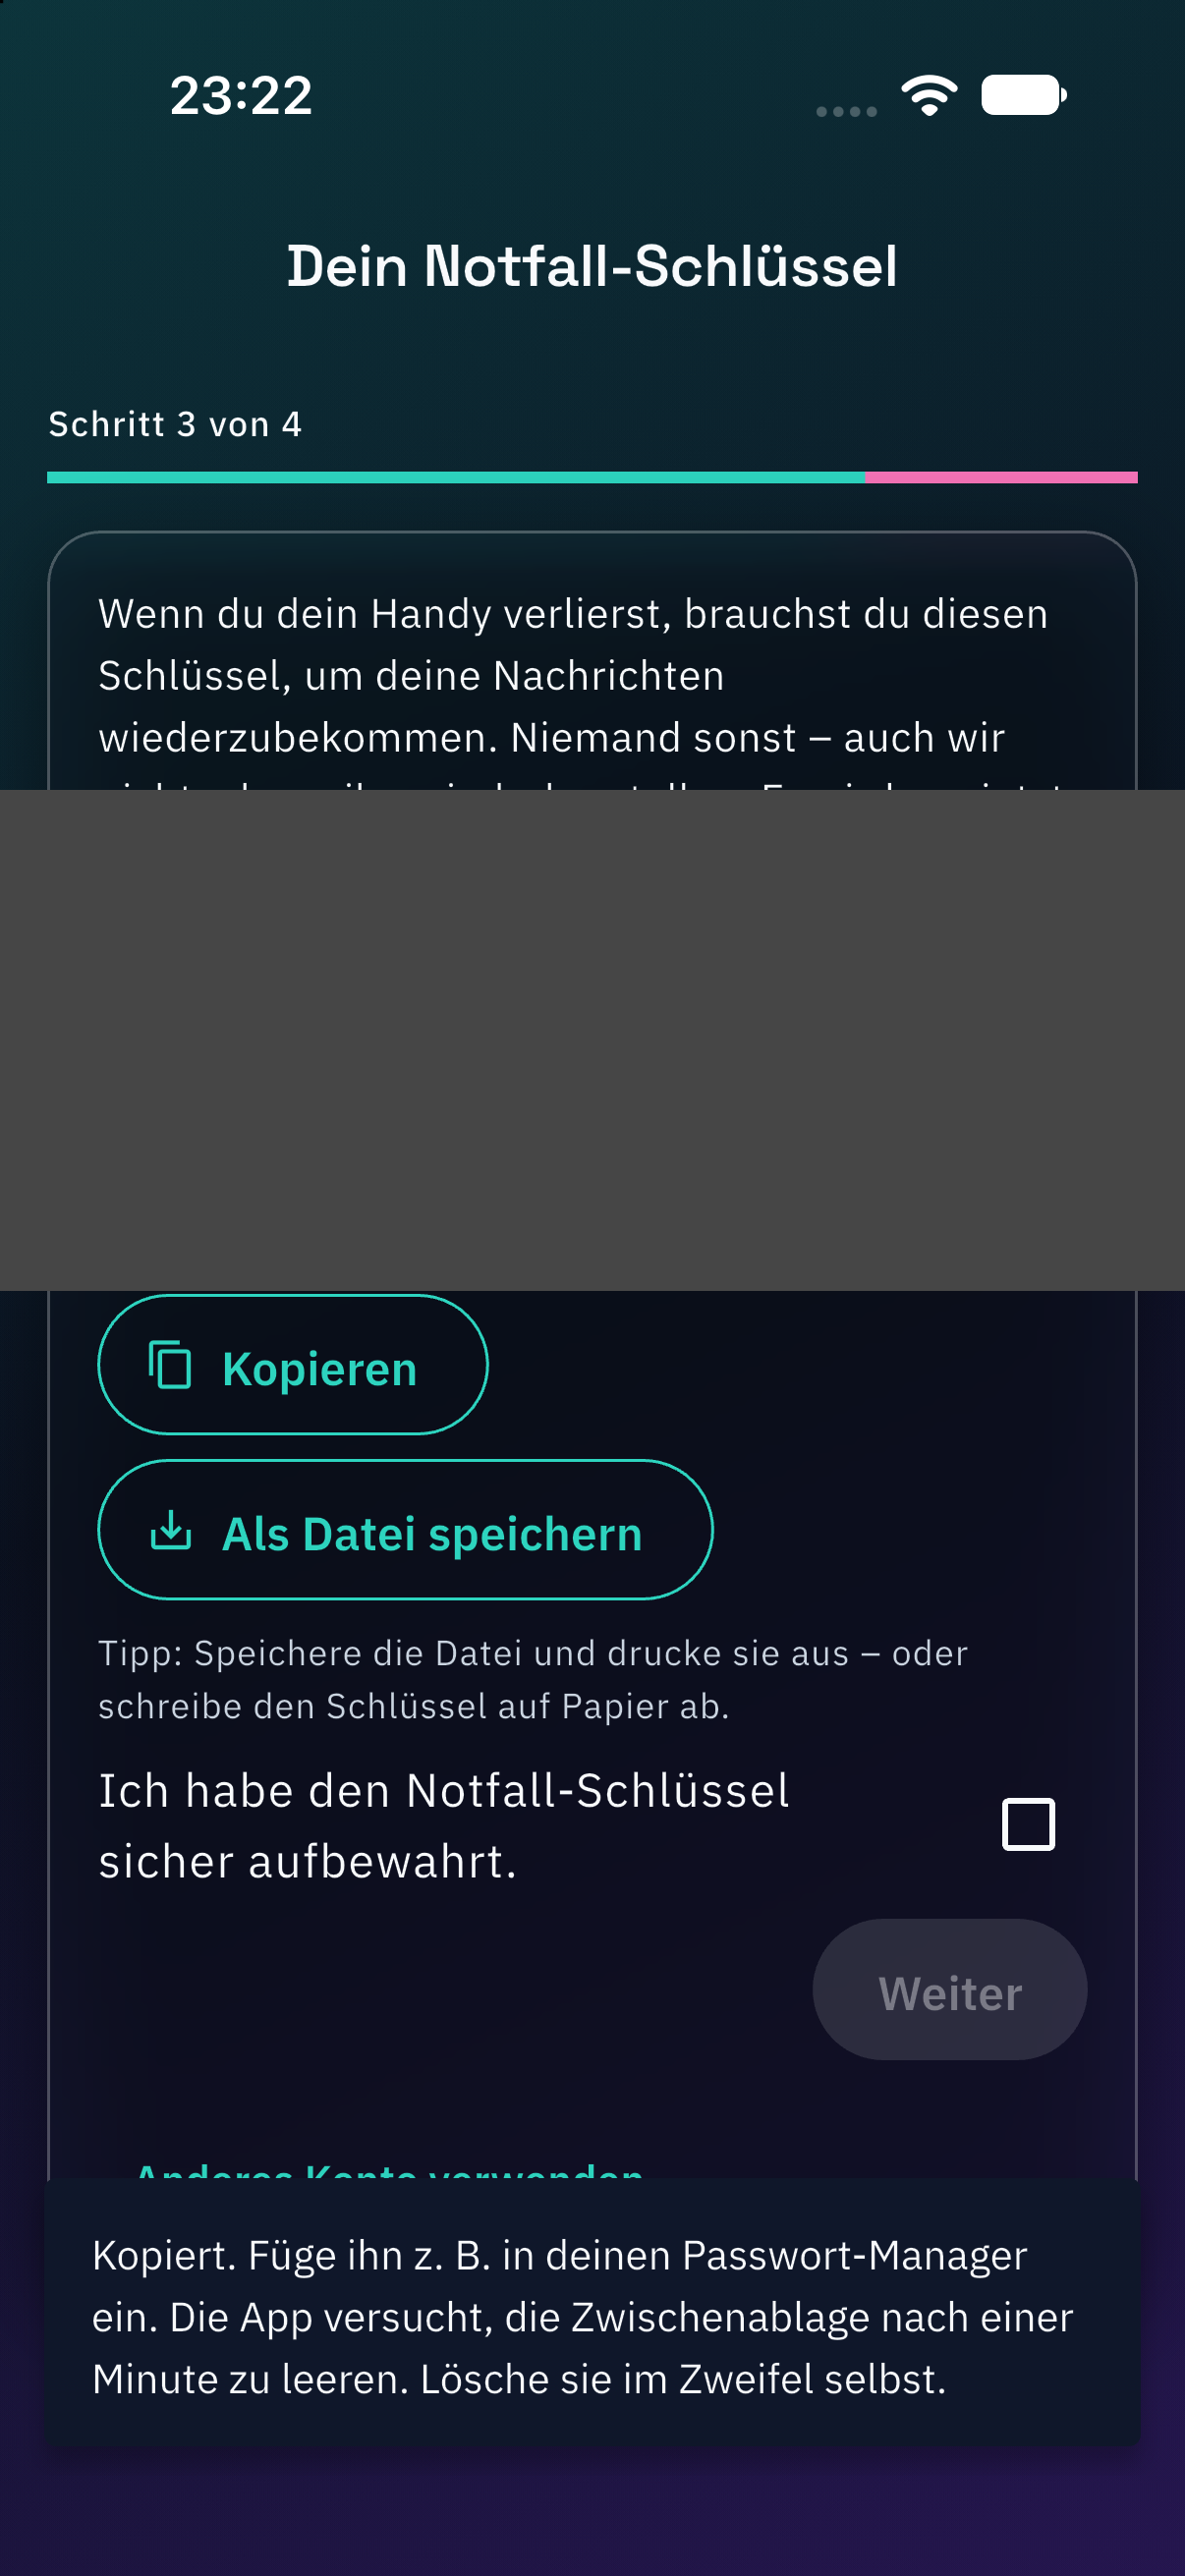 23:22
Dein Notfall-Schlüssel
Schritt 3 von 4
Wenn du dein Handy verlierst, brauchst du diesen
Schlüssel, um deine Nachrichten
wiederzubekommen. Niemand sonst – auch wir
Kopieren
Als Datei speichern
Tipp: Speichere die Datei und drucke sie aus – oder
schreibe den Schlüssel auf Papier ab.
Ich habe den Notfall-Schlüssel
sicher aufbewahrt.
Weiter
Anderes Konto verwenden
Kopiert. Füge ihn z. B. in deinen Passwort-Manager
ein. Die App versucht, die Zwischenablage nach einer
Minute zu leeren. Lösche sie im Zweifel selbst.